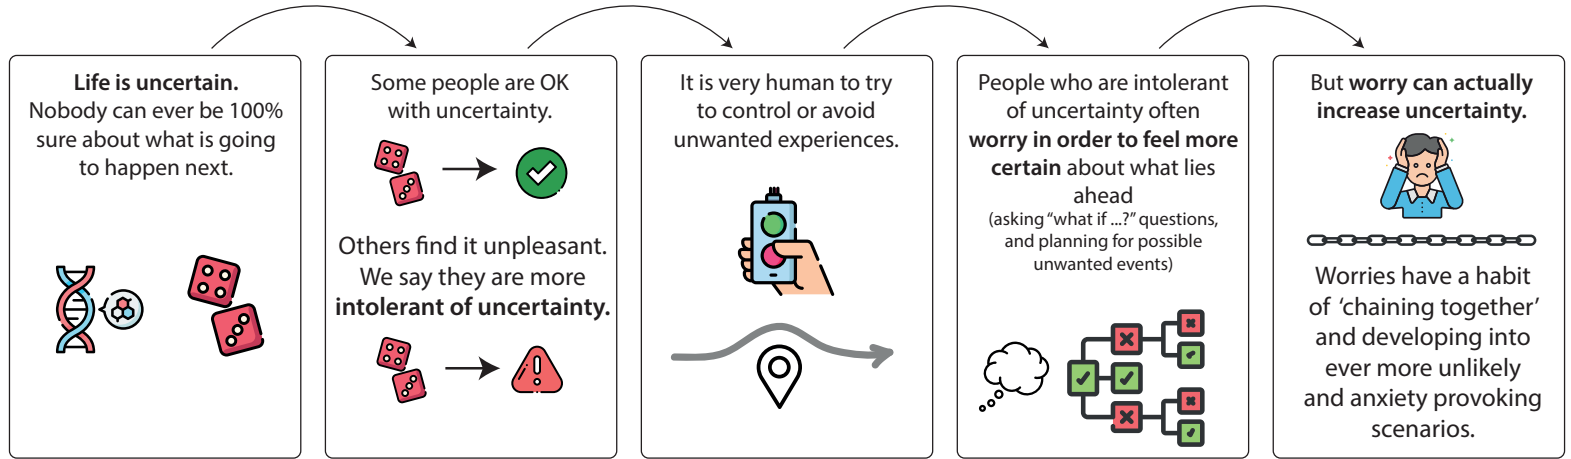 Life is uncertain.
Nobody can ever be 100%
sure about what is going
to happen next.
Some people are OK
with uncertainty.
Others find it unpleasant.
We say they are more
intolerant of uncertainty.
It is very human to try
to control or avoid
unwanted experiences.
People who are intolerant
of uncertainty often
worry in order to feel more
certain about what lies
ahead
(asking “what if ...?” questions,
and planning for possible
unwanted events)
But worry can actually
increase uncertainty.
Worries have a habit
of ‘chaining together’
and developing into
ever more unlikely
and anxiety provoking
scenarios.